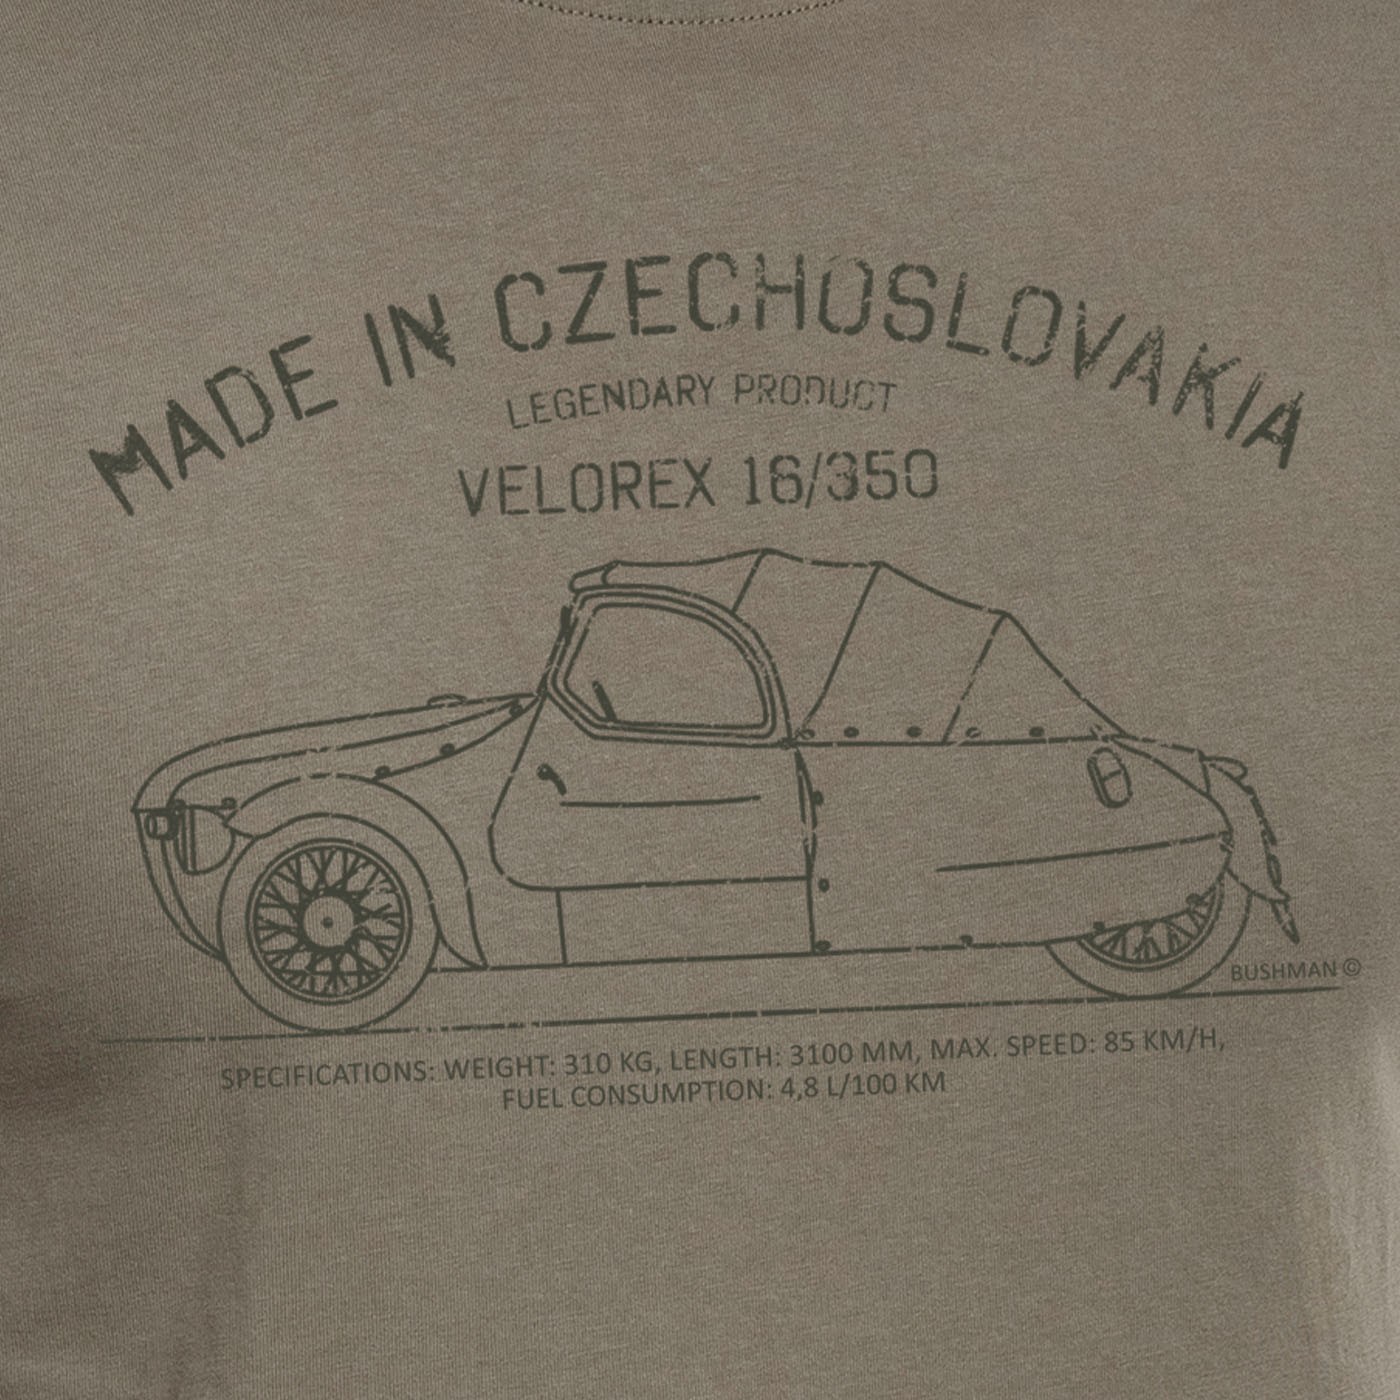 MADE IN CZECHOSLOVAKIA
LEGENDARY PRODUCT
VELOREX 16/350
BUSHMAN ©
SPECIFICATIONS: WEIGHT: 310 KG, LENGTH: 3100 MM, MAX. SPEED: 85 KM/H,
FUEL CONSUMPTION: 4,8 L/100 KM